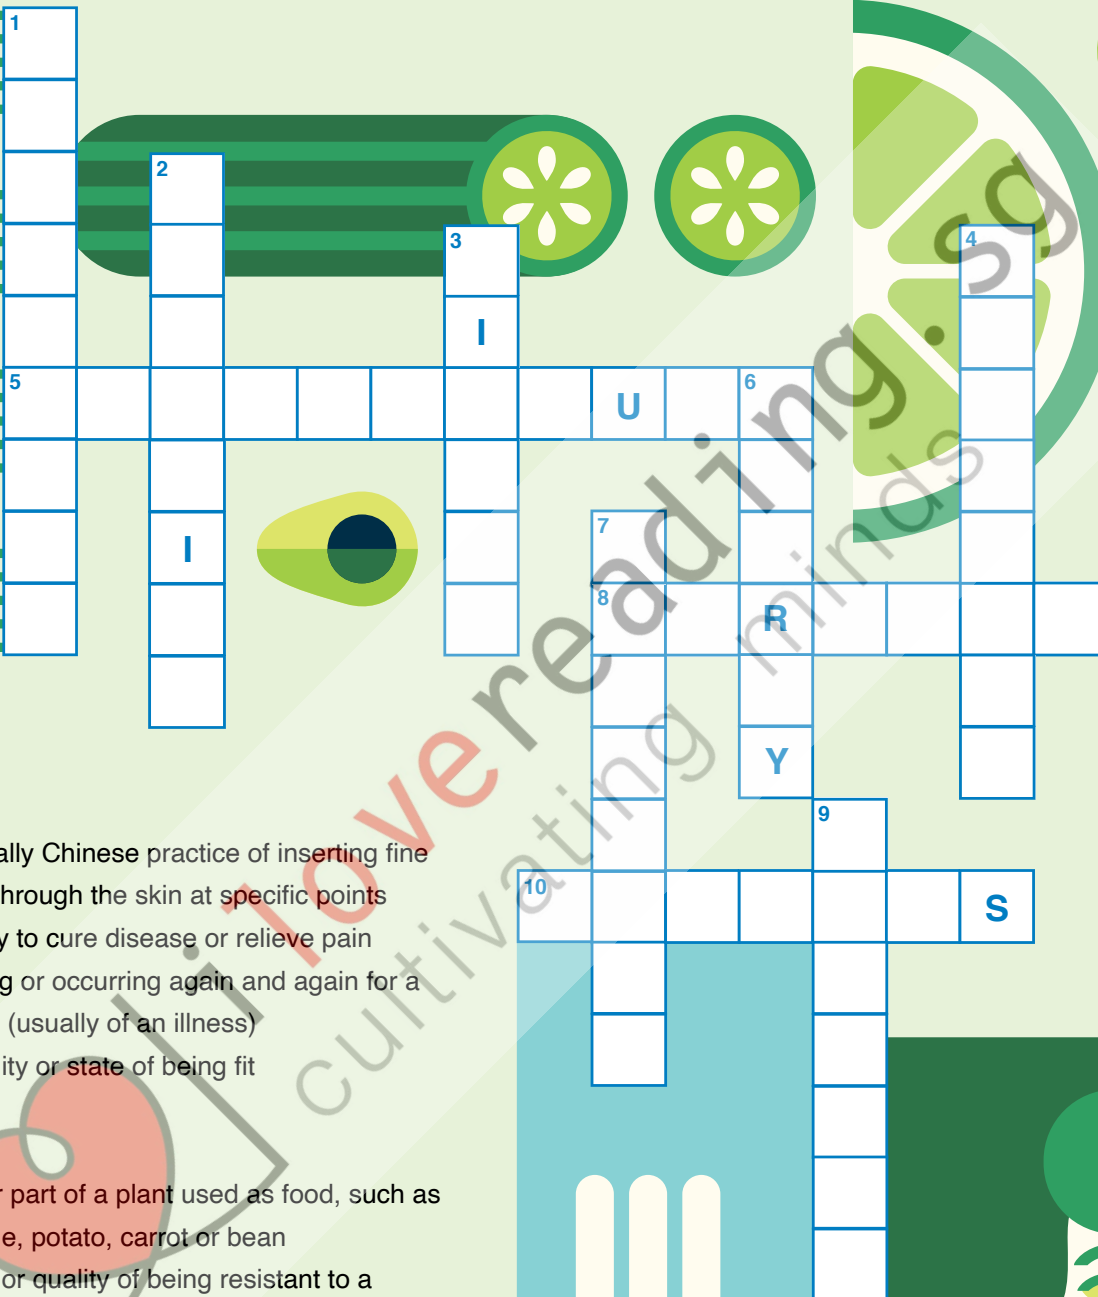 1
2
3
4
I
5
6
U
I
7
8
R
Y
9
10
S
ally Chinese practice of inserting fine
hrough the skin at specific points
y to cure disease or relieve pain
g or occurring again and again for a
(usually of an illness)
ity or state of being fit
r part of a plant used as food, such as
e, potato, carrot or bean
or quality of being resistant to a
i lovereading.sg
cultivating minds